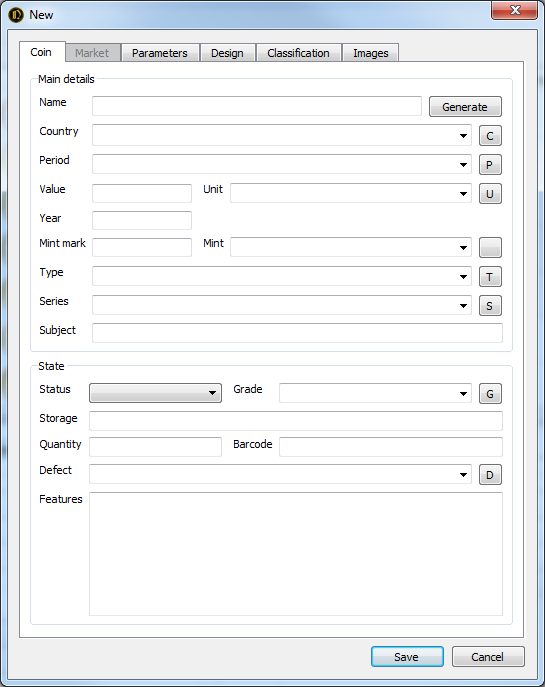 New
Coin Market Parameters Design Classification Images
Main details
Name Generate
Country C
Period P
Value Unit U
Year
Mint mark Mint
Type T
Series S
Subject
State
Status Grade G
Storage
Quantity Barcode
Defect D
Features
Save Cancel